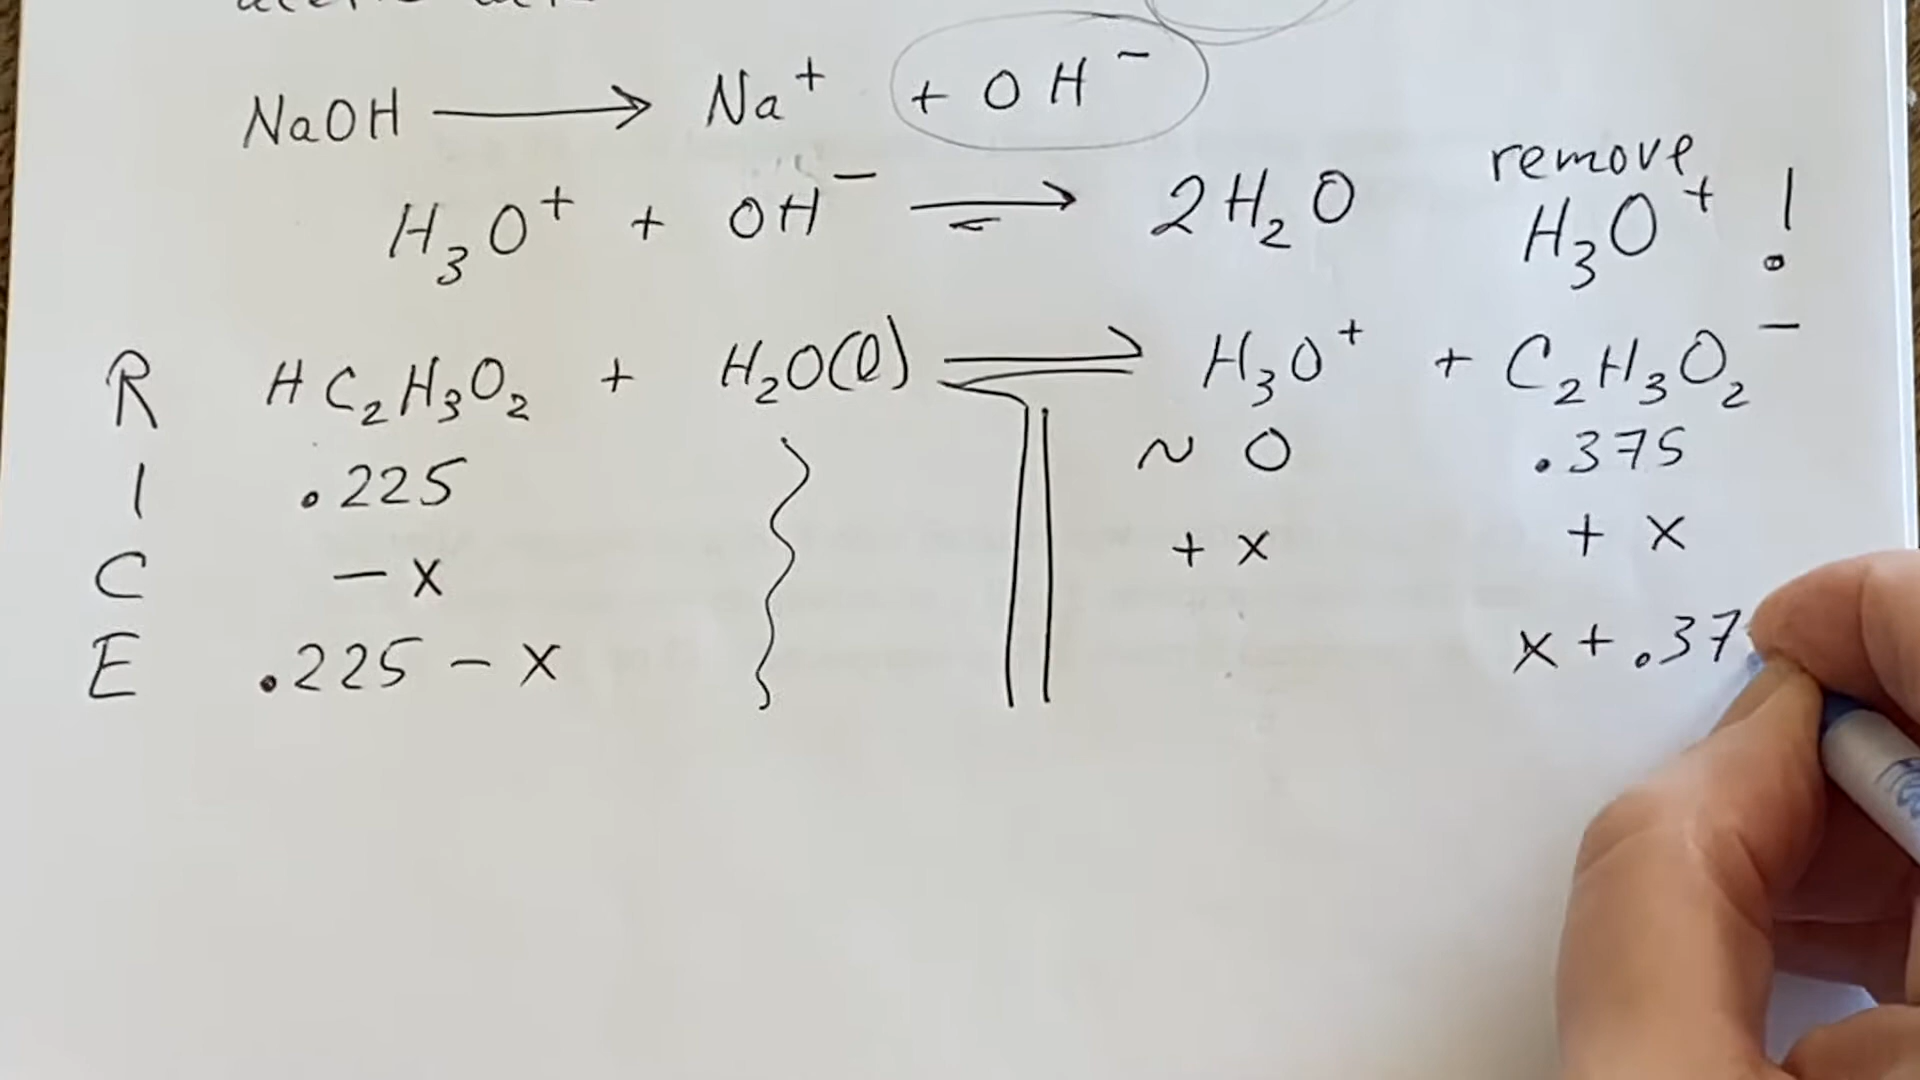 NaOH ⟶ Na⁺ + OH⁻
remove
H₃O⁺ + OH⁻ ⇌ 2H₂O H₃O⁺ !
R HC₂H₃O₂ + H₂O(l) ⇌ H₃O⁺ + C₂H₃O₂⁻
I .225 ~ 0 .375
C - x + x + x
E .225 - x x + .37